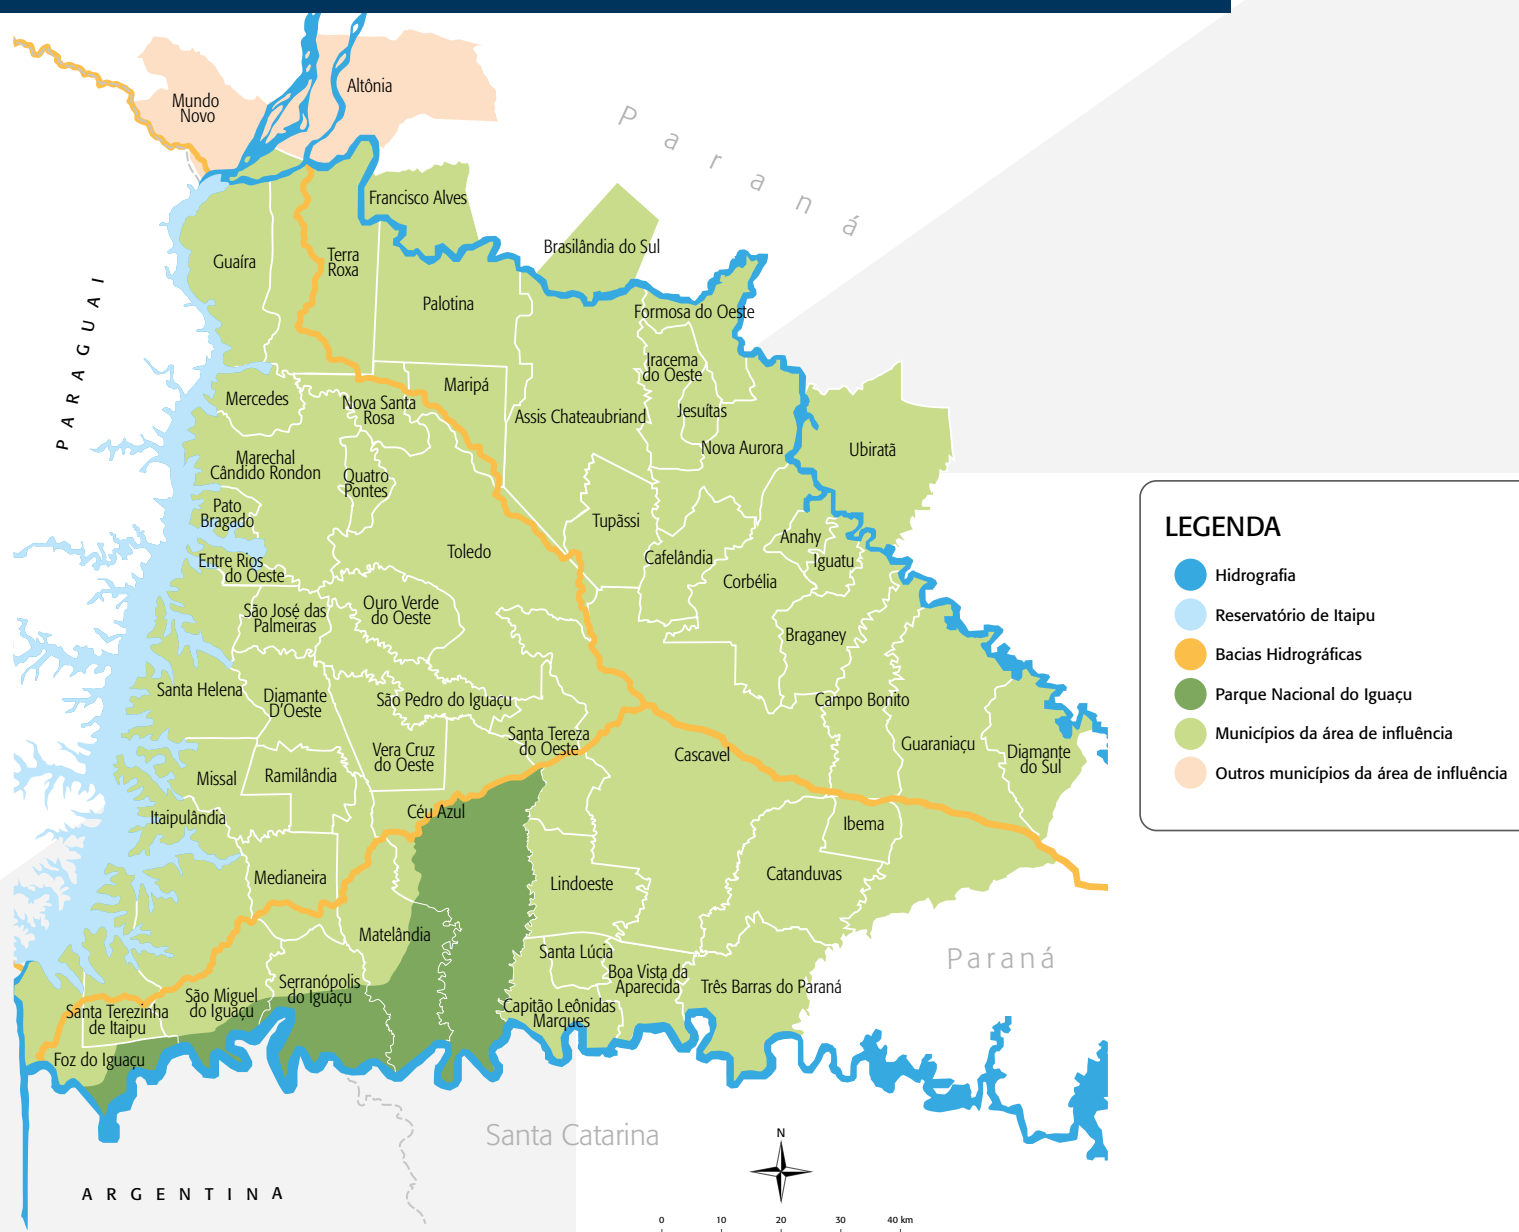 Altônia
Mundo
Novo
Paraná
Francisco Alves
Brasilândia do Sul
Guaíra
Terra
Roxa
Palotina
Formosa do Oeste
PARAGUAI
Iracema
do Oeste
Maripá
Mercedes
Nova Santa
Rosa
Assis Chateaubriand
Jesuítas
Nova Aurora
Ubiratã
Marechal
Cândido Rondon
Quatro
Pontes
Pato
Bragado
Tupãssi
Toledo
Anahy
Cafelândia
Iguatu
Entre Rios
do Oeste
Corbélia
São José das
Palmeiras
Ouro Verde
do Oeste
Braganey
Santa Helena
Diamante
D'Oeste
São Pedro do Iguaçu
Campo Bonito
Santa Tereza
do Oeste
Vera Cruz
do Oeste
Cascavel
Guaraniaçu
Diamante
do Sul
Missal
Ramilândia
Itaipulândia
Céu Azul
Ibema
Medianeira
Lindoeste
Catanduvas
Matelândia
Santa Lúcia
Boa Vista da
Aparecida
Três Barras do Paraná
Paraná
Serranópolis
do Iguaçu
São Miguel
do Iguaçu
Capitão Leônidas
Marques
Santa Terezinha
de Itaipu
Foz do Iguaçu
Santa Catarina
ARGENTINA
N
0 10 20 30 40 km
LEGENDA
Hidrografia
Reservatório de Itaipu
Bacias Hidrográficas
Parque Nacional do Iguaçu
Municípios da área de influência
Outros municípios da área de influência